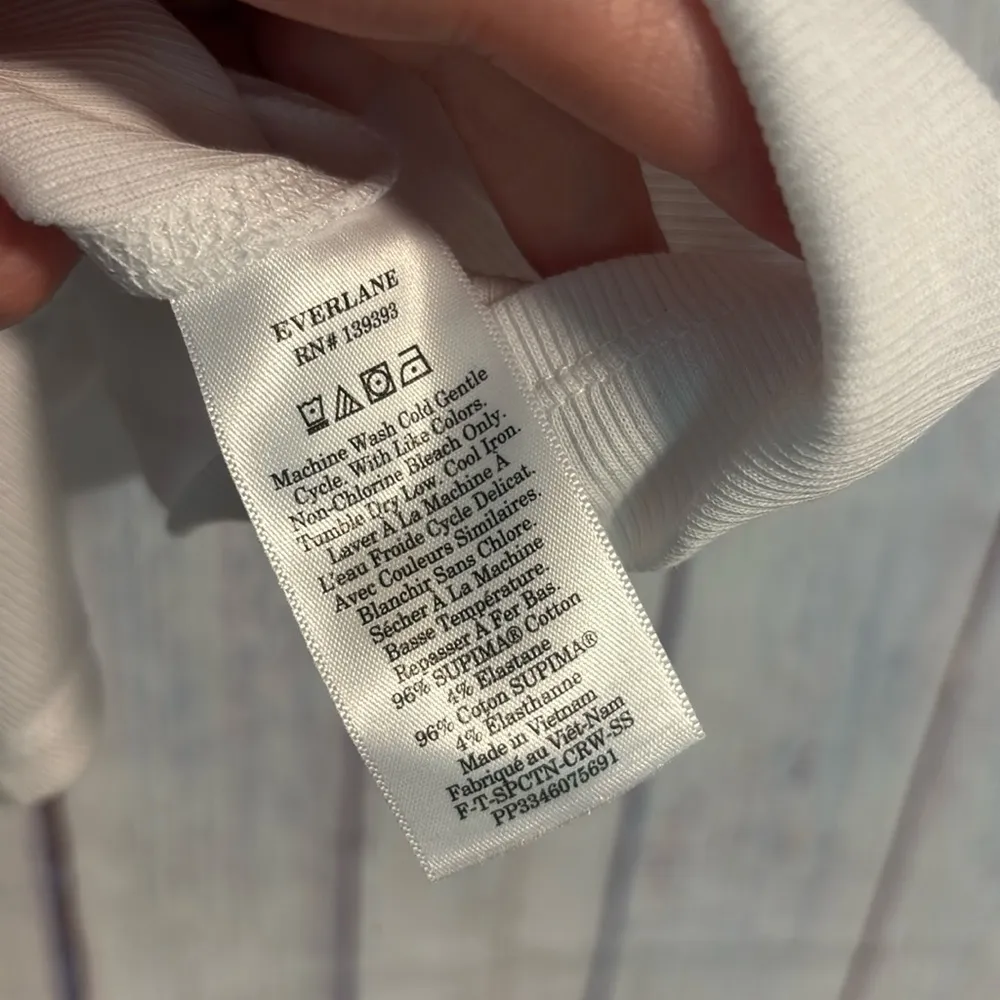 EVERLANE
RN# 139393
Machine Wash Cold Gentle
Cycle. With Like Colors.
Non-Chlorine Bleach Only.
Tumble Dry Low. Cool Iron.
Laver A La Machine À
L'eau Froide Cycle Delicat.
Avec Couleurs Similaires.
Blanchir Sans Chlore.
Sécher A La Machine
Basse Température.
Repasser A Fer Bas
96% SUPIMA® Cotton
4% Elastane
96% Coton SUPIMA®
4% Élasthanne
Made in Vietnam
Fabriqué au Viêt-Nam
F-T-SPCTN-CRW-SS
PP3346075691